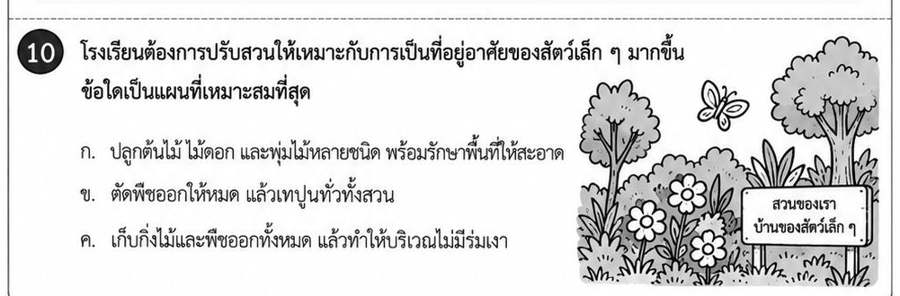 10 โรงเรียนต้องการปรับสวนให้เหมาะกับการเป็นที่อยู่อาศัยของสัตว์เล็ก ๆ มากขึ้น
ข้อใดเป็นแผนที่เหมาะสมที่สุด
ก. ปลูกต้นไม้ ไม้ดอก และพุ่มไม้หลายชนิด พร้อมรักษาพื้นที่ให้สะอาด
ข. ตัดพืชออกให้หมด แล้วเทปูนทั่วทั้งสวน
ค. เก็บกิ่งไม้และพืชออกทั้งหมด แล้วทำให้บริเวณไม่มีร่มเงา
สวนของเรา
บ้านของสัตว์เล็ก ๆ